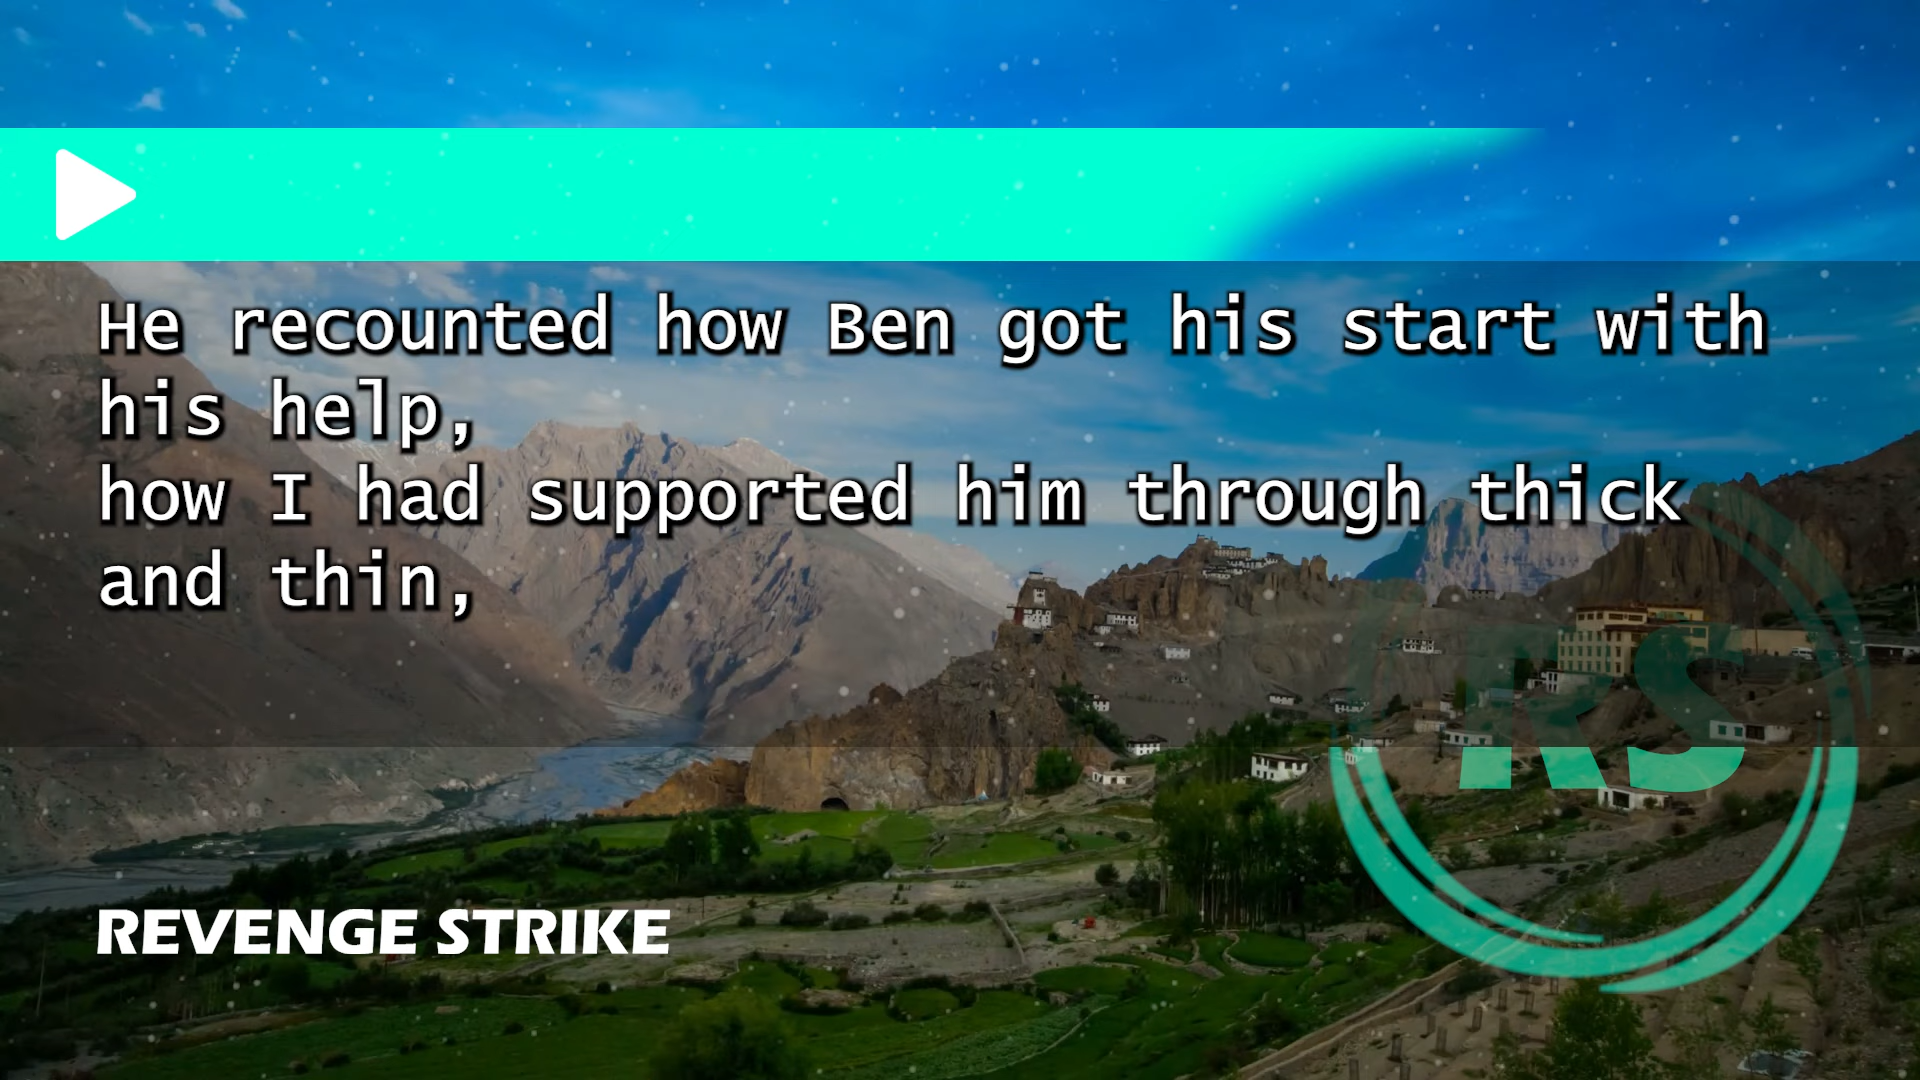 He recounted how Ben got his start with
his help,
how I had supported him through thick
and thin,
RS
REVENGE STRIKE